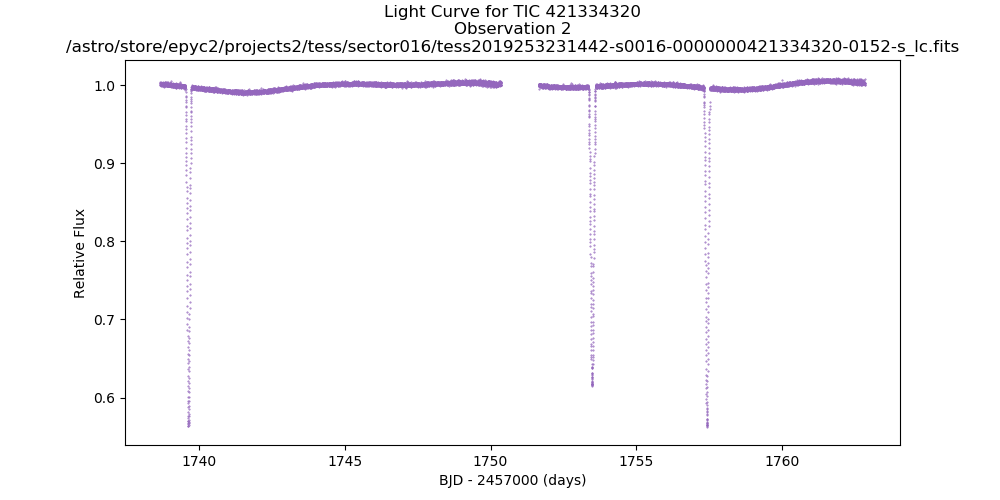 Light Curve for TIC 421334320
Observation 2
/astro/store/epyc2/projects2/tess/sector016/tess2019253231442-s0016-0000000421334320-0152-s_lc.fits
1.0
0.9
0.8
0.7
0.6
Relative Flux
1740
1745
1750
1755
1760
BJD - 2457000 (days)